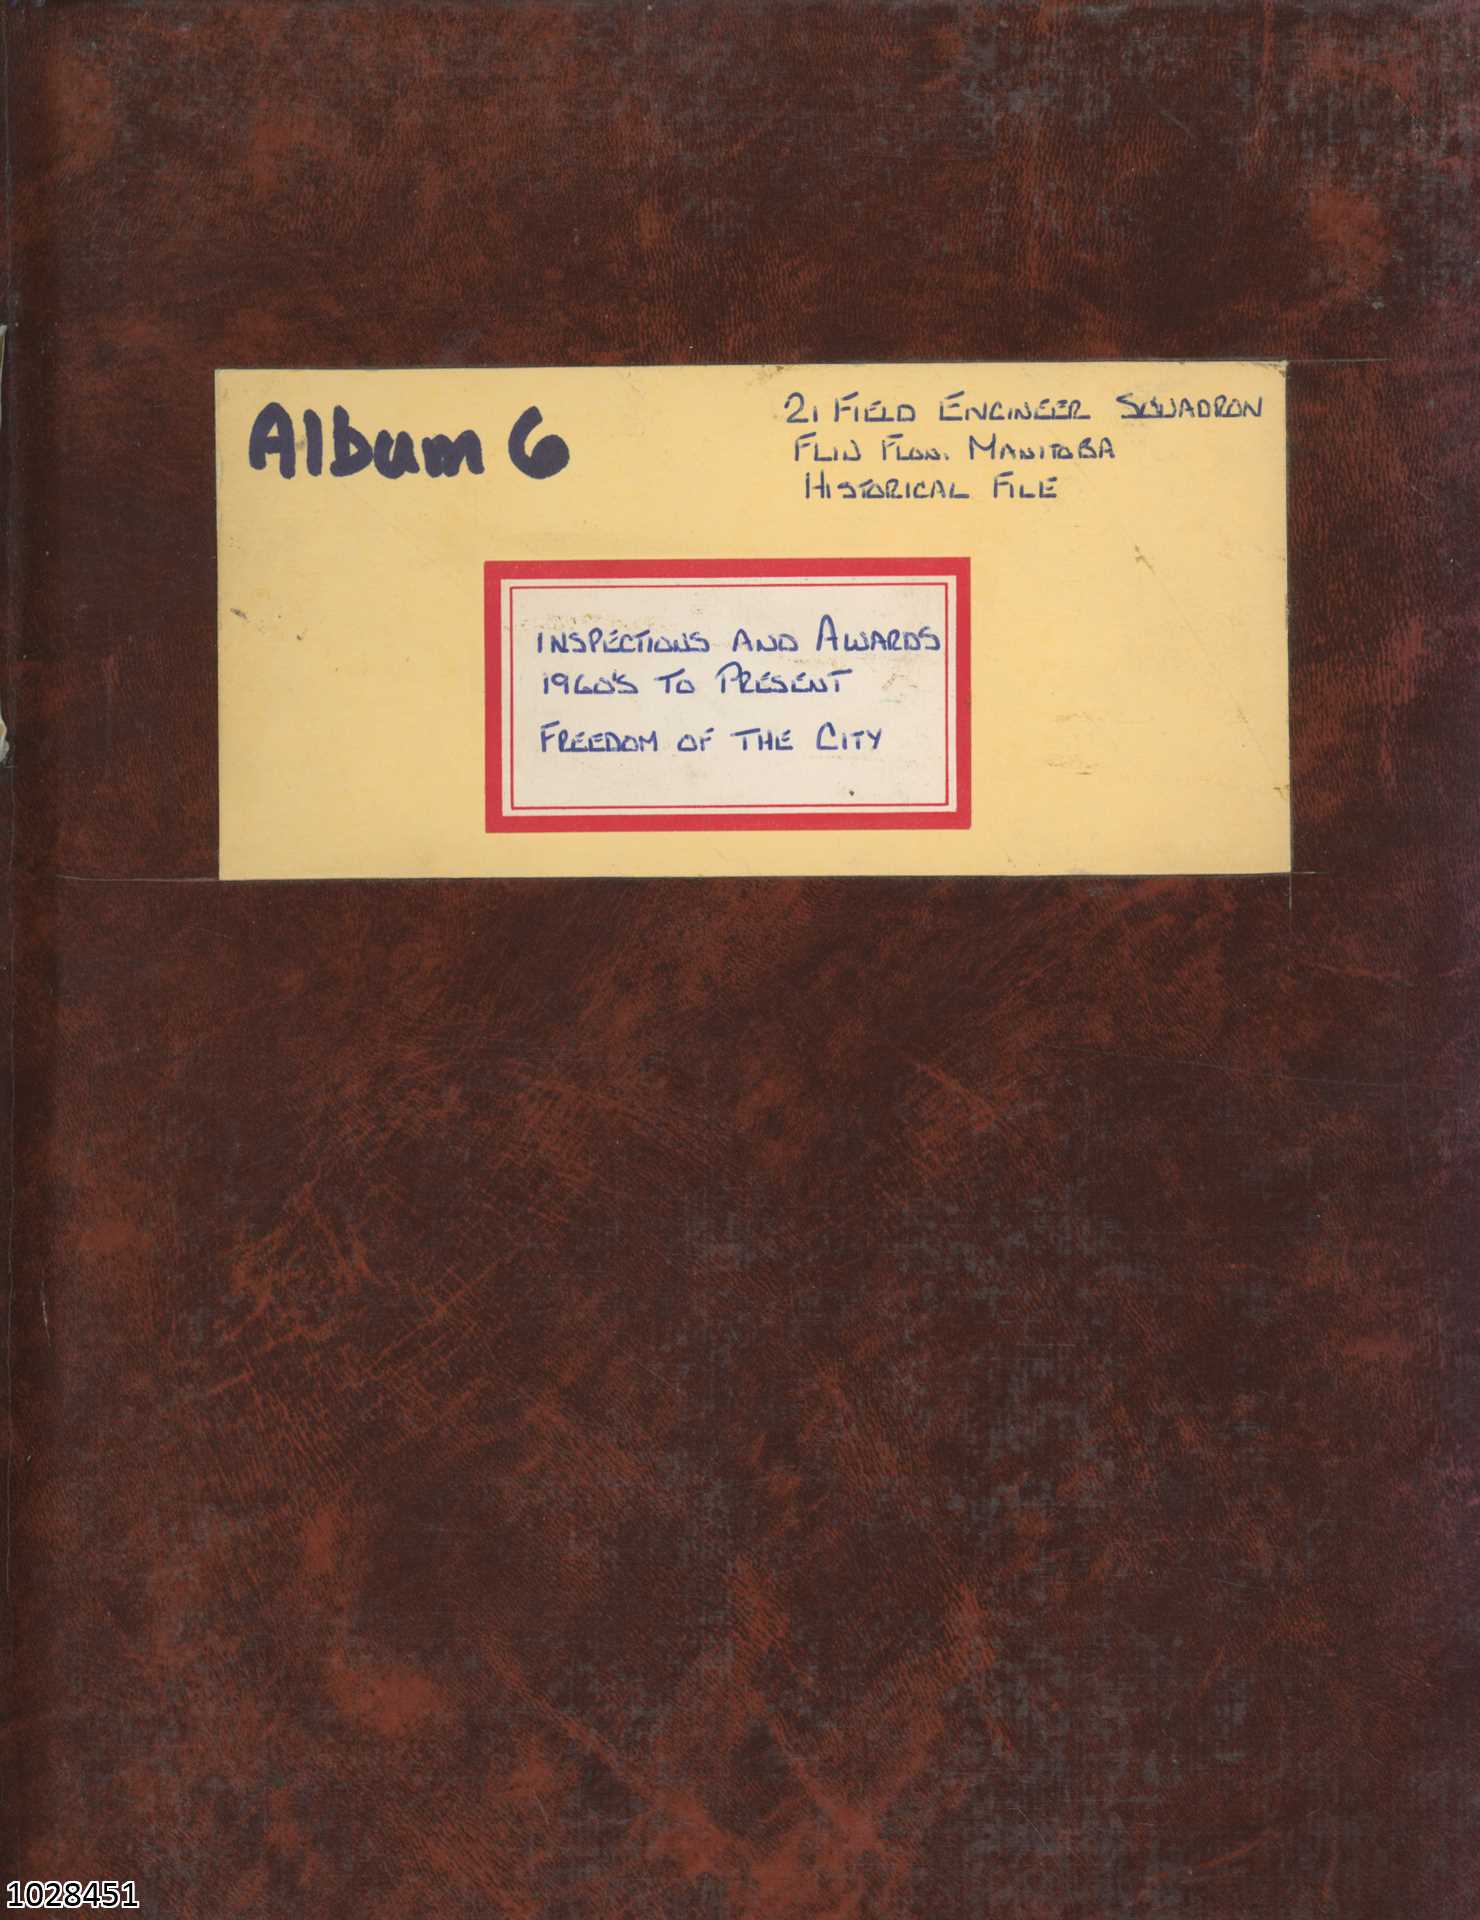 Album 6
21 FIELD ENGINEER SQUADRON
FLIN FLON. MANITOBA
HISTORICAL FILE
INSPECTIONS AND AWARDS
1960'S TO PRESENT
FREEDOM OF THE CITY
1028451